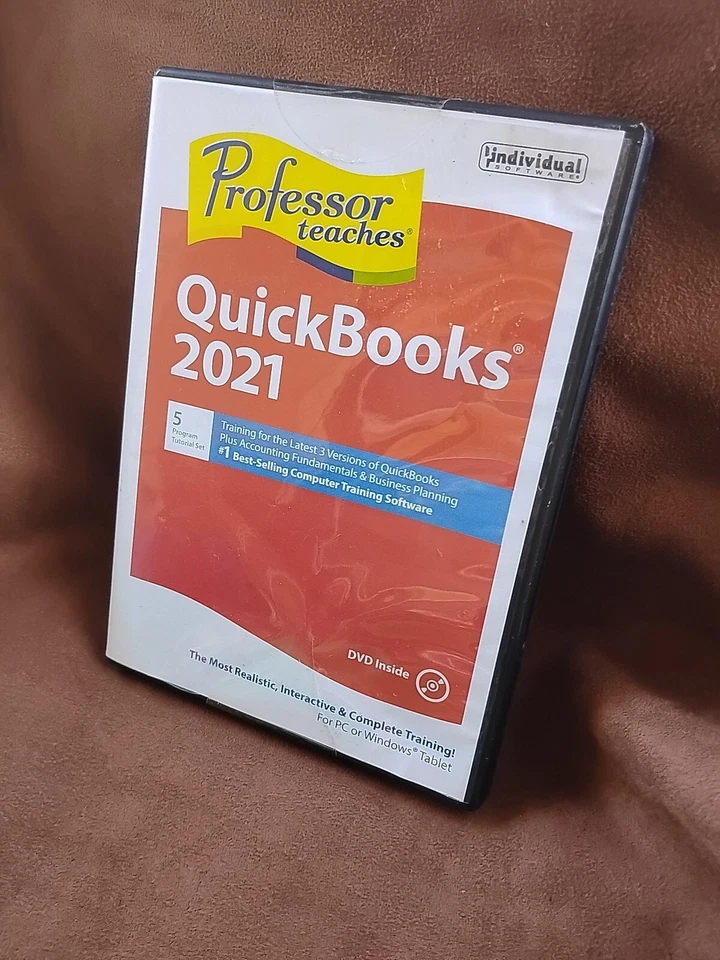 Professor
teaches®
individual
SOFTWARE®
QuickBooks®
2021
5
Program
Tutorial Set
Training for the Latest 3 Versions of QuickBooks
Plus Accounting Fundamentals & Business Planning
#1 Best-Selling Computer Training Software
DVD Inside
The Most Realistic, Interactive & Complete Training!
For PC or Windows® Tablet